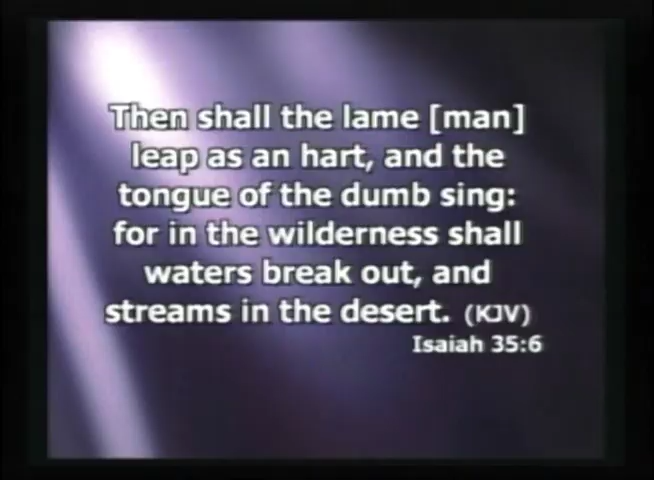 Then shall the lame [man]
leap as an hart, and the
tongue of the dumb sing:
for in the wilderness shall
waters break out, and
streams in the desert. (KJV)
Isaiah 35:6